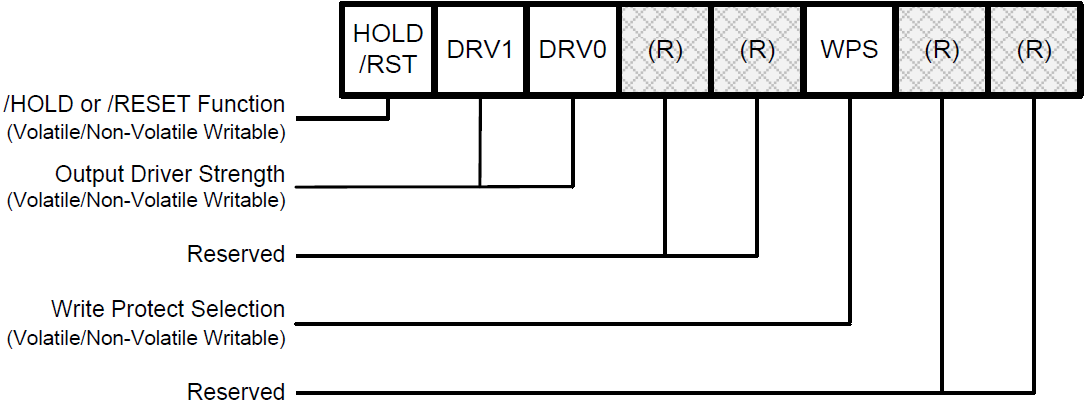 HOLD
/RST
DRV1
DRV0
(R)
(R)
WPS
(R)
(R)
/HOLD or /RESET Function
(Volatile/Non-Volatile Writable)
Output Driver Strength
(Volatile/Non-Volatile Writable)
Reserved
Write Protect Selection
(Volatile/Non-Volatile Writable)
Reserved